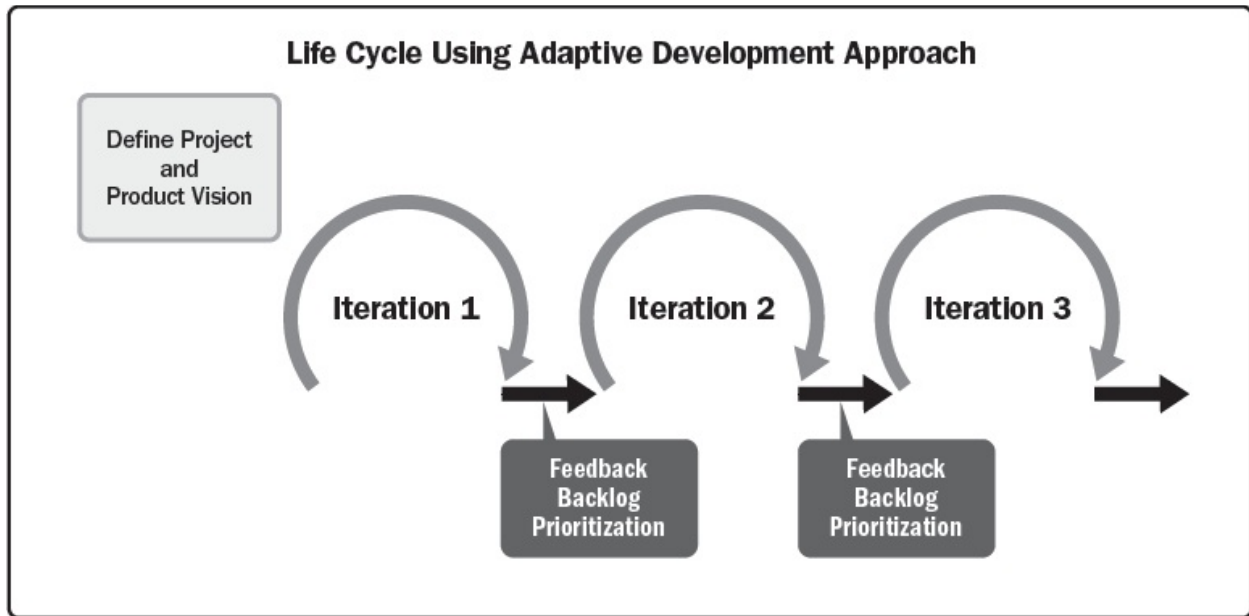 Life Cycle Using Adaptive Development Approach
Define Project
and
Product Vision
Iteration 1
Iteration 2
Iteration 3
Feedback
Backlog
Prioritization
Feedback
Backlog
Prioritization